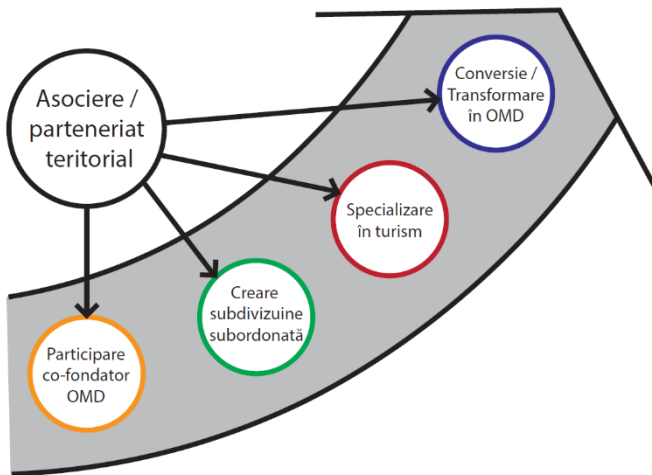 Asociere /
parteneriat
teritorial
Conversie /
Transformare
în OMD
Specializare
în turism
Creare
subdivizuine
subordonată
Participare
co-fondator
OMD